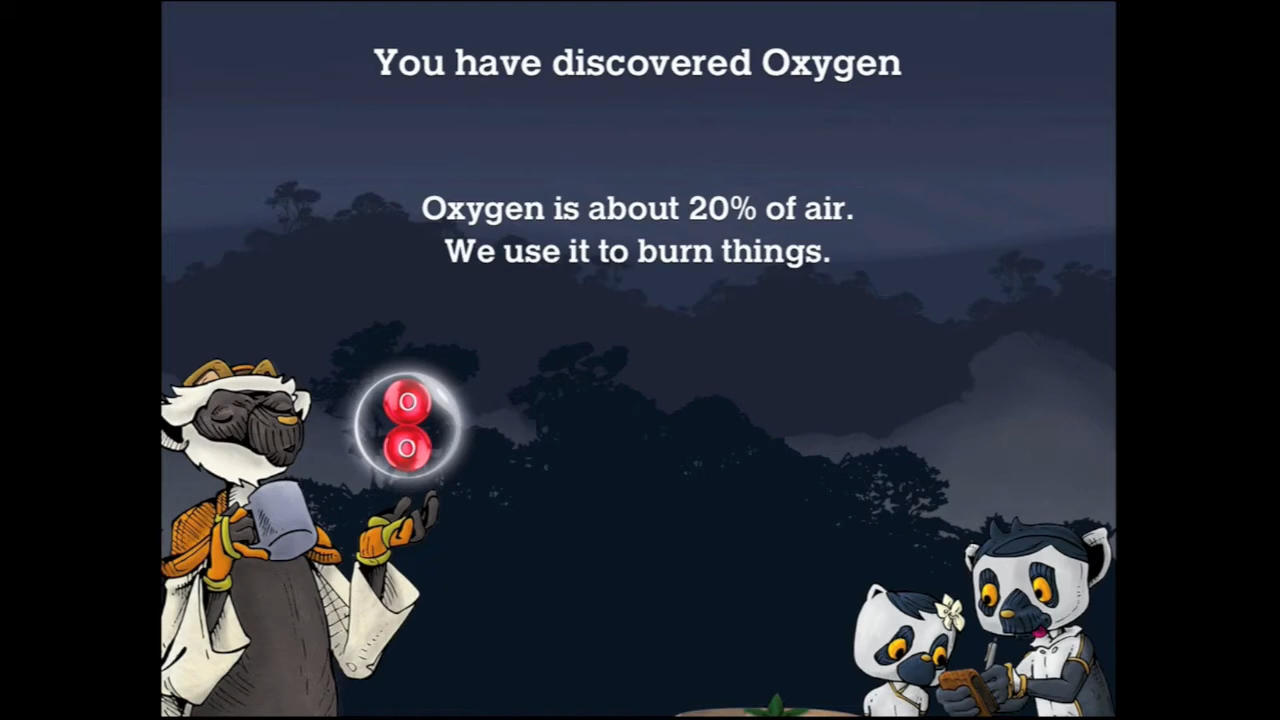 You have discovered Oxygen
Oxygen is about 20% of air.
We use it to burn things.
O
O